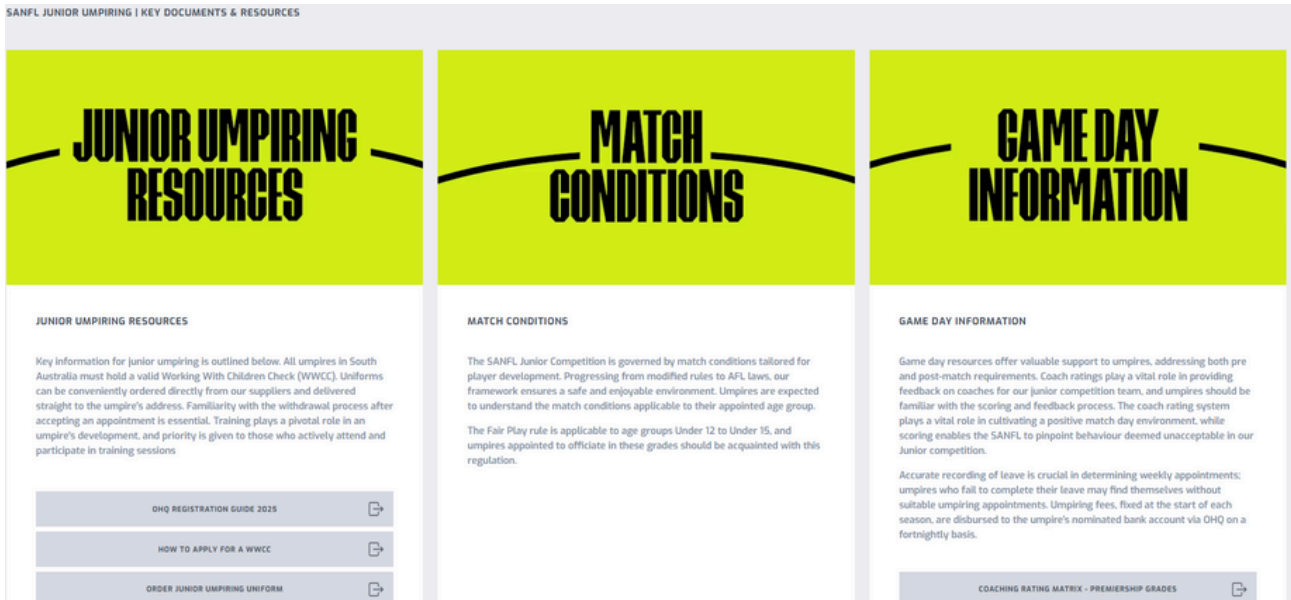 SANFL JUNIOR UMPIRING | KEY DOCUMENTS & RESOURCES
JUNIOR UMPIRING
RESOURCES
JUNIOR UMPIRING RESOURCES
Key information for junior umpiring is outlined below. All umpires in South
Australia must hold a valid Working With Children Check (WWCC). Uniforms
can be conveniently ordered directly from our suppliers and delivered
straight to the umpire's address. Familiarity with the withdrawal process after
accepting an appointment is essential. Training plays a pivotal role in an
umpire's development, and priority is given to those who actively attend and
participate in training sessions
OHQ REGISTRATION GUIDE 2025
HOW TO APPLY FOR A WWCC
ORDER JUNIOR UMPIRING UNIFORM
MATCH
CONDITIONS
MATCH CONDITIONS
The SANFL Junior Competition is governed by match conditions tailored for
player development. Progressing from modified rules to AFL laws, our
framework ensures a safe and enjoyable environment. Umpires are expected
to understand the match conditions applicable to their appointed age group.
The Fair Play rule is applicable to age groups Under 12 to Under 15, and
umpires appointed to officiate in these grades should be acquainted with this
regulation.
GAME DAY
INFORMATION
GAME DAY INFORMATION
Game day resources offer valuable support to umpires, addressing both pre
and post-match requirements. Coach ratings play a vital role in providing
feedback on coaches for our junior competition team, and umpires should be
familiar with the scoring and feedback process. The coach rating system
plays a vital role in cultivating a positive match day environment, while
scoring enables the SANFL to pinpoint behaviour deemed unacceptable in our
Junior competition.
Accurate recording of leave is crucial in determining weekly appointments;
umpires who fail to complete their leave may find themselves without
suitable umpiring appointments. Umpiring fees, fixed at the start of each
season, are disbursed to the umpire's nominated bank account via OHQ on a
fortnightly basis.
COACHING RATING MATRIX - PREMIERSHIP GRADES